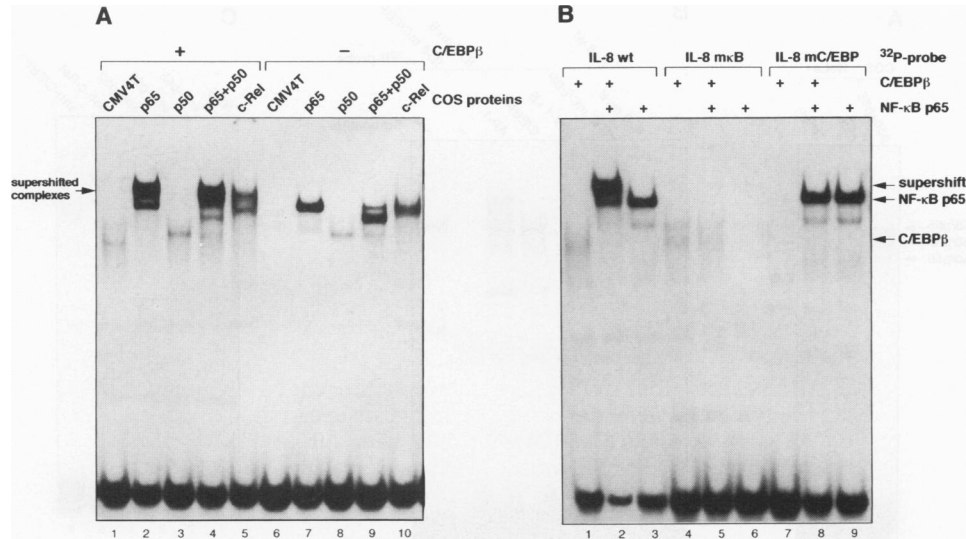 A
+
−
C/EBPβ
CMV4T p65 p50 p65+p50 c-Rel CMV4T p65 p50 p65+p50 c-Rel
COS proteins
supershifted
complexes
1 2 3 4 5 6 7 8 9 10
B
IL-8 wt IL-8 mκB IL-8 mC/EBP ³²P-probe
+ + + + + + C/EBPβ
+ + + + + + NF-κB p65
supershift
NF-κB p65
C/EBPβ
1 2 3 4 5 6 7 8 9